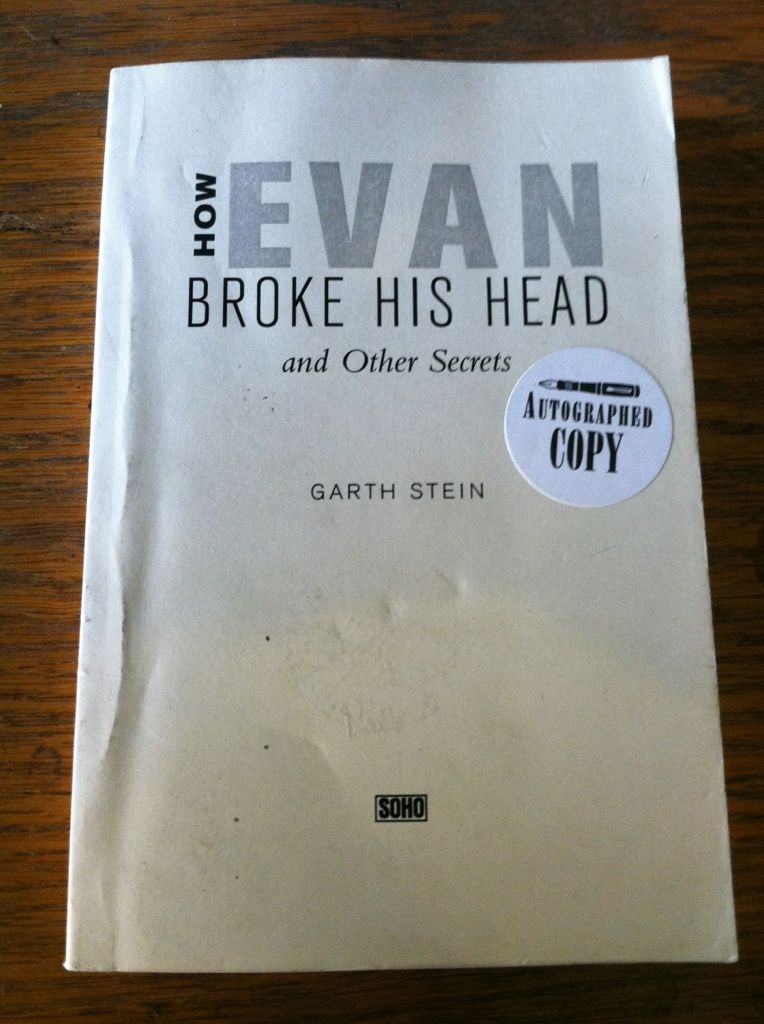 HOW EVAN
BROKE HIS HEAD
and Other Secrets
AUTOGRAPHED
COPY
GARTH STEIN
SOHO